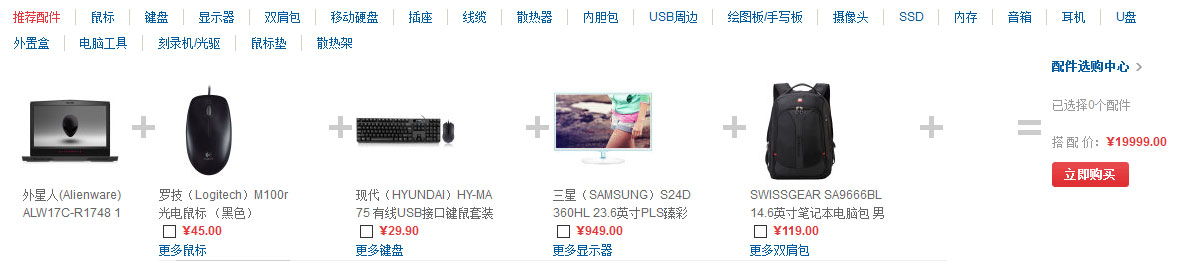 推荐配件 鼠标 键盘 显示器 双肩包 移动硬盘 插座 线缆 散热器 内胆包 USB周边 绘图板/手写板 摄像头 SSD 内存 音箱 耳机 U盘
外置盒 电脑工具 刻录机/光驱 鼠标垫 散热架
外星人(Alienware)
ALW17C-R1748 1
罗技（Logitech）M100r
光电鼠标 （黑色）
¥45.00
更多鼠标
现代（HYUNDAI）HY-MA
75 有线USB接口键鼠套装
¥29.90
更多键盘
三星（SAMSUNG）S24D
360HL 23.6英寸PLS臻彩
¥949.00
更多显示器
SWISSGEAR SA9666BL
14.6英寸笔记本电脑包 男
¥119.00
更多双肩包
配件选购中心 >
已选择0个配件
搭 配 价： ¥19999.00
立即购买